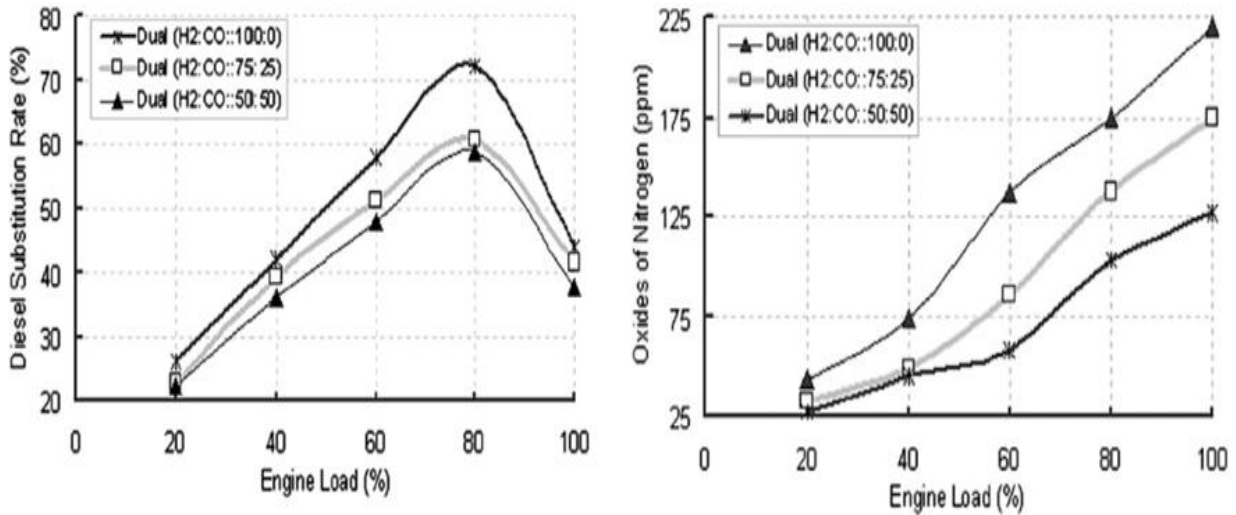 Diesel Substitution Rate (%)
80
70
60
50
40
30
20
Dual (H2:CO::100:0)
Dual (H2:CO::75:25)
Dual (H2:CO::50:50)
0 20 40 60 80 100
Engine Load (%)
Oxides of Nitrogen (ppm)
225
175
125
75
25
Dual (H2:CO::100:0)
Dual (H2:CO::75:25)
Dual (H2:CO::50:50)
0 20 40 60 80 100
Engine Load (%)